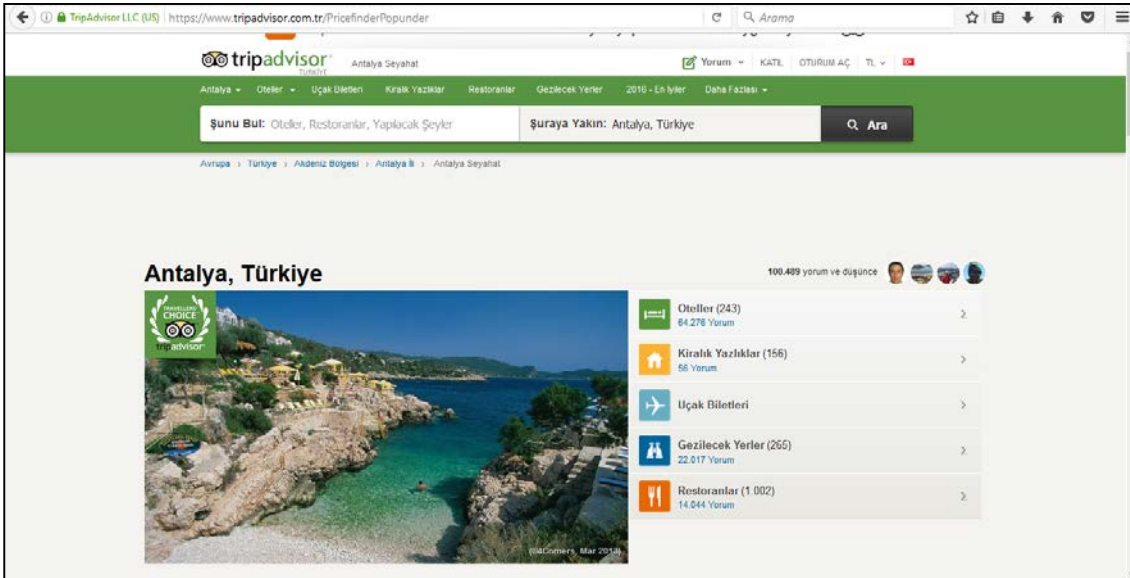 TripAdvisor LLC (US) https://www.tripadvisor.com.tr/PricefinderPopunder Arama
tripadvisor Antalya Seyahat Yorum KATIL OTURUM AÇ TL
TÜRKİYE
Antalya Oteller Uçak Biletleri Kiralık Yazlıklar Restoranlar Gezilecek Yerler 2016 - En İyiler Daha Fazlası
Şunu Bul: Oteller, Restoranlar, Yapılacak Şeyler Şuraya Yakın: Antalya, Türkiye Ara
Avrupa › Türkiye › Akdeniz Bölgesi › Antalya İli › Antalya Seyahat
Antalya, Türkiye 100.489 yorum ve düşünce
TRAVELLERS'
CHOICE
tripadvisor
Oteller (243)
64.276 Yorum
Kiralık Yazlıklar (156)
56 Yorum
Uçak Biletleri
Gezilecek Yerler (265)
22.017 Yorum
Restoranlar (1.002)
14.044 Yorum